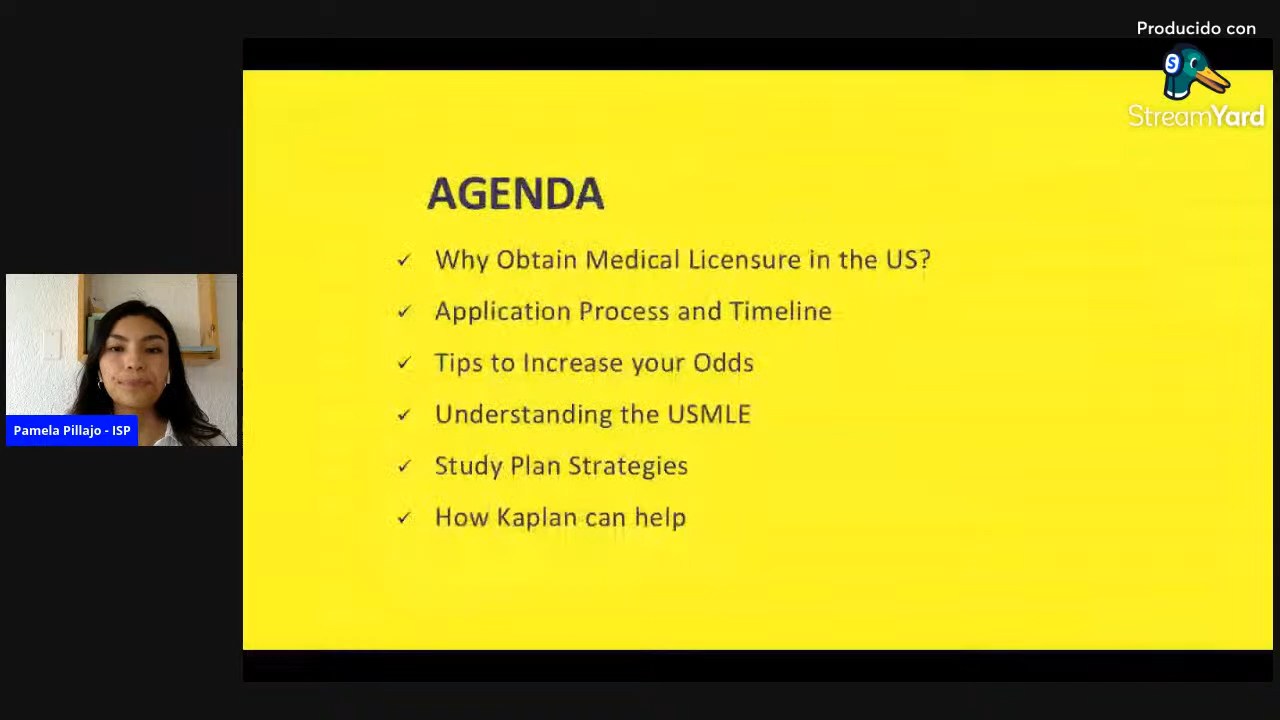 Producido con
StreamYard
AGENDA
✓ Why Obtain Medical Licensure in the US?
✓ Application Process and Timeline
✓ Tips to Increase your Odds
✓ Understanding the USMLE
✓ Study Plan Strategies
✓ How Kaplan can help
Pamela Pillajo - ISP